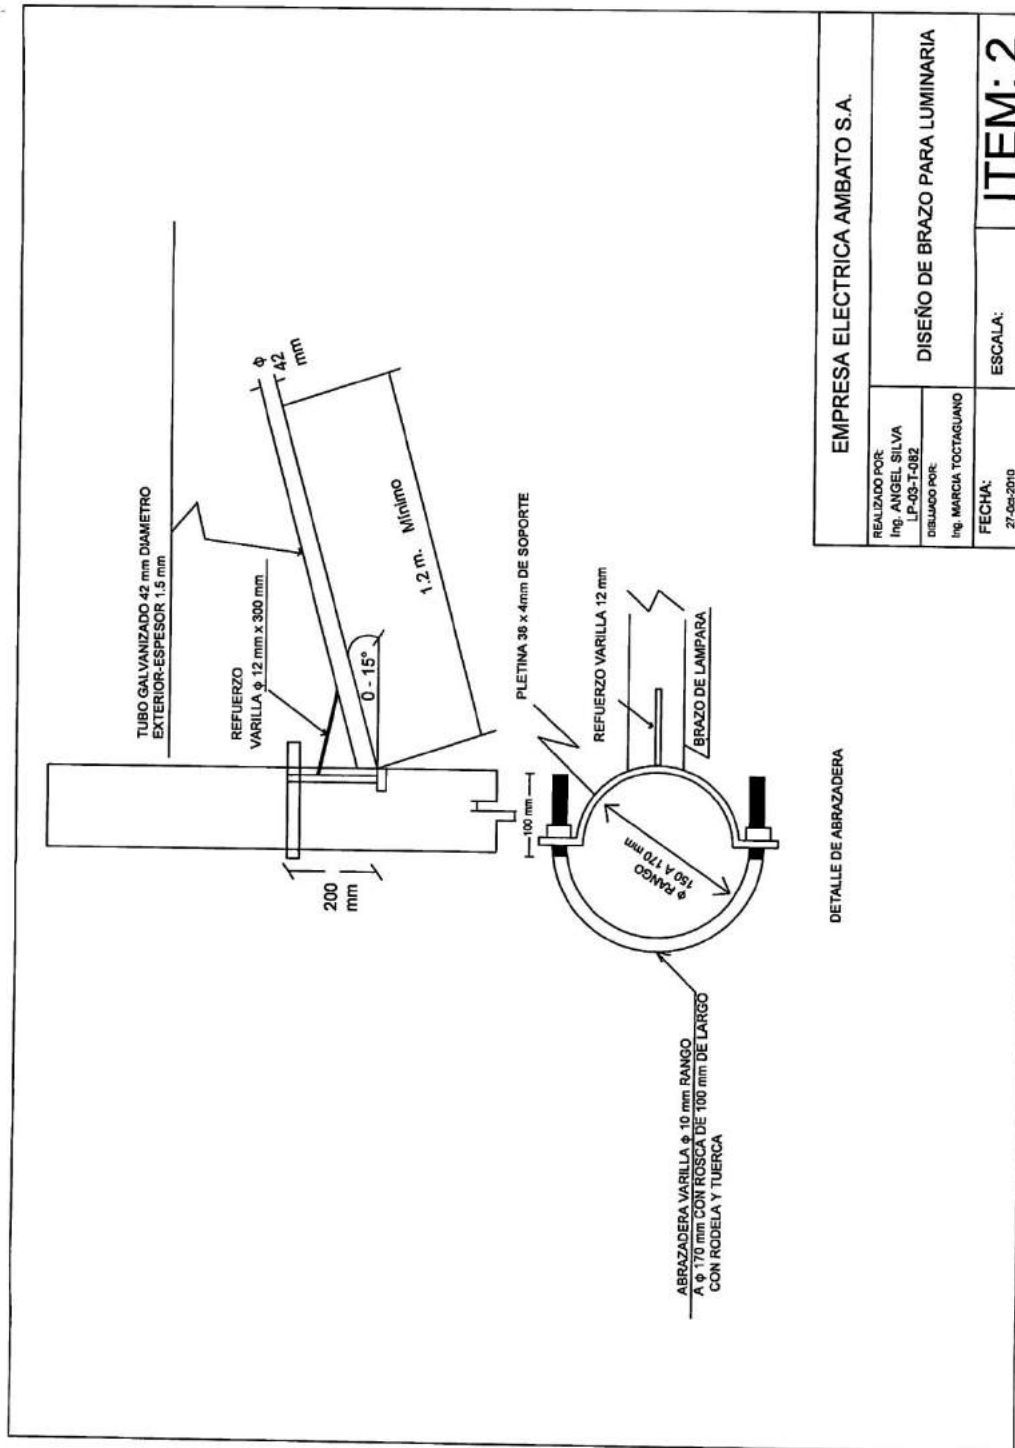 TUBO GALVANIZADO 42 mm DIAMETRO
EXTERIOR-ESPESOR 1.5 mm
REFUERZO
VARILLA ϕ 12 mm x 300 mm
ϕ
42
mm
1.2 m. Mínimo
0 - 15°
200
mm
PLETINA 38 x 4mm DE SOPORTE
REFUERZO VARILLA 12 mm
BRAZO DE LAMPARA
100 mm
ϕ RANGO
150 A 170 mm
ABRAZADERA VARILLA ϕ 10 mm RANGO
A ϕ 170 mm CON ROSCA DE 100 mm DE LARGO
CON RODELA Y TUERCA
DETALLE DE ABRAZADERA
EMPRESA ELECTRICA AMBATO S.A.
REALIZADO POR:
Ing. ANGEL SILVA
LP-03-T-082
DIBUJADO POR:
Ing. MARCIA TOCTAGUANO
DISEÑO DE BRAZO PARA LUMINARIA
FECHA:
27-Oct-2010
ESCALA:
ITEM: 2